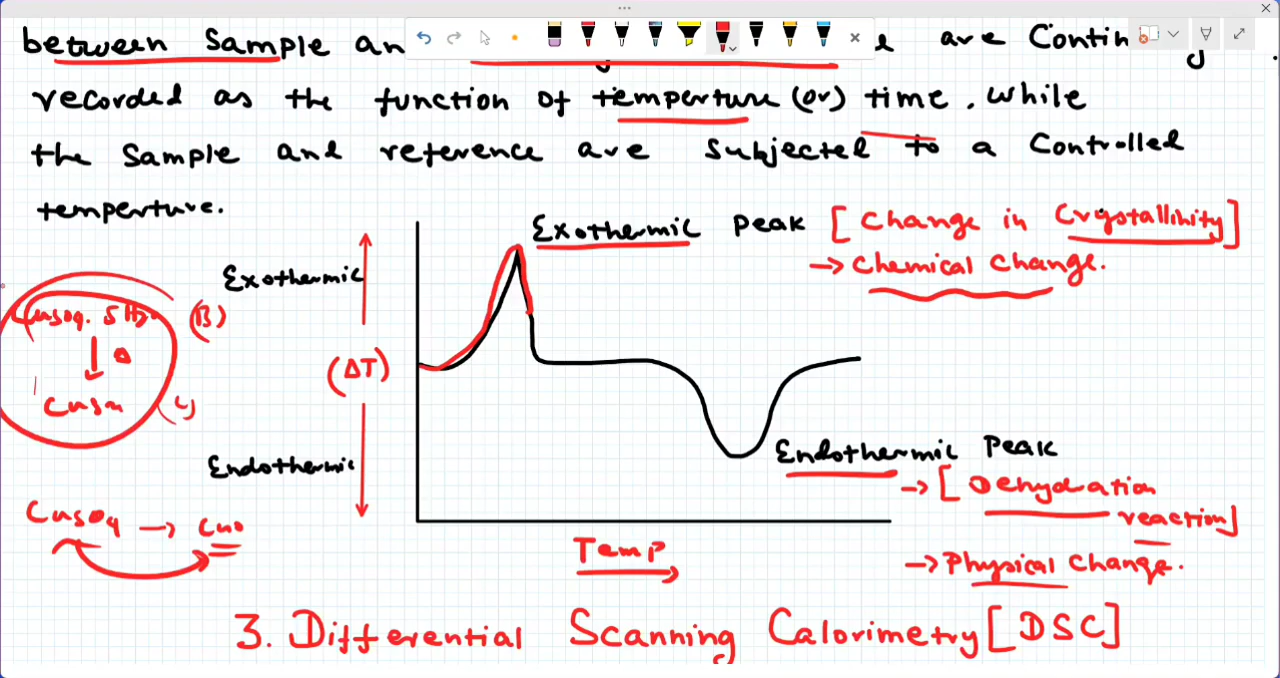 between Sample an are Contin
recorded as the function of temperture (or) time. While
the Sample and reference are Subjected to a Controlled
temperture.
Exothermic Peak [Change in Crystallinity]
→ Chemical Change.
Exothermic
(B)
(ΔT)
Δ
Endothermic Peak
Endothermic
→ [Dehydration
reaction]
CuSO4 → CuO
Temp
→ Physical Change.
3. Differential Scanning Calorimetry [DSC]